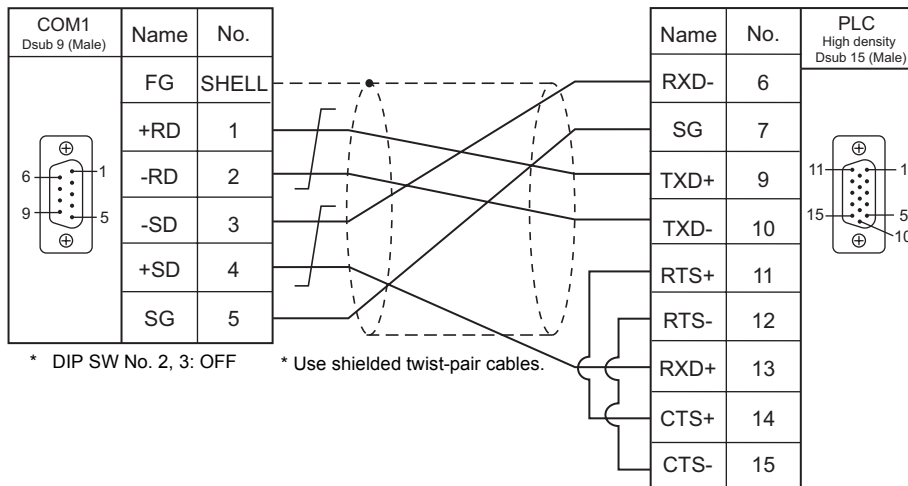 COM1
Dsub 9 (Male)
Name No.
FG SHELL
+RD 1
-RD 2
-SD 3
+SD 4
SG 5
6 1
9 5
* DIP SW No. 2, 3: OFF
* Use shielded twist-pair cables.
Name No.
RXD- 6
SG 7
TXD+ 9
TXD- 10
RTS+ 11
RTS- 12
RXD+ 13
CTS+ 14
CTS- 15
PLC
High density
Dsub 15 (Male)
11 1
15 5
10